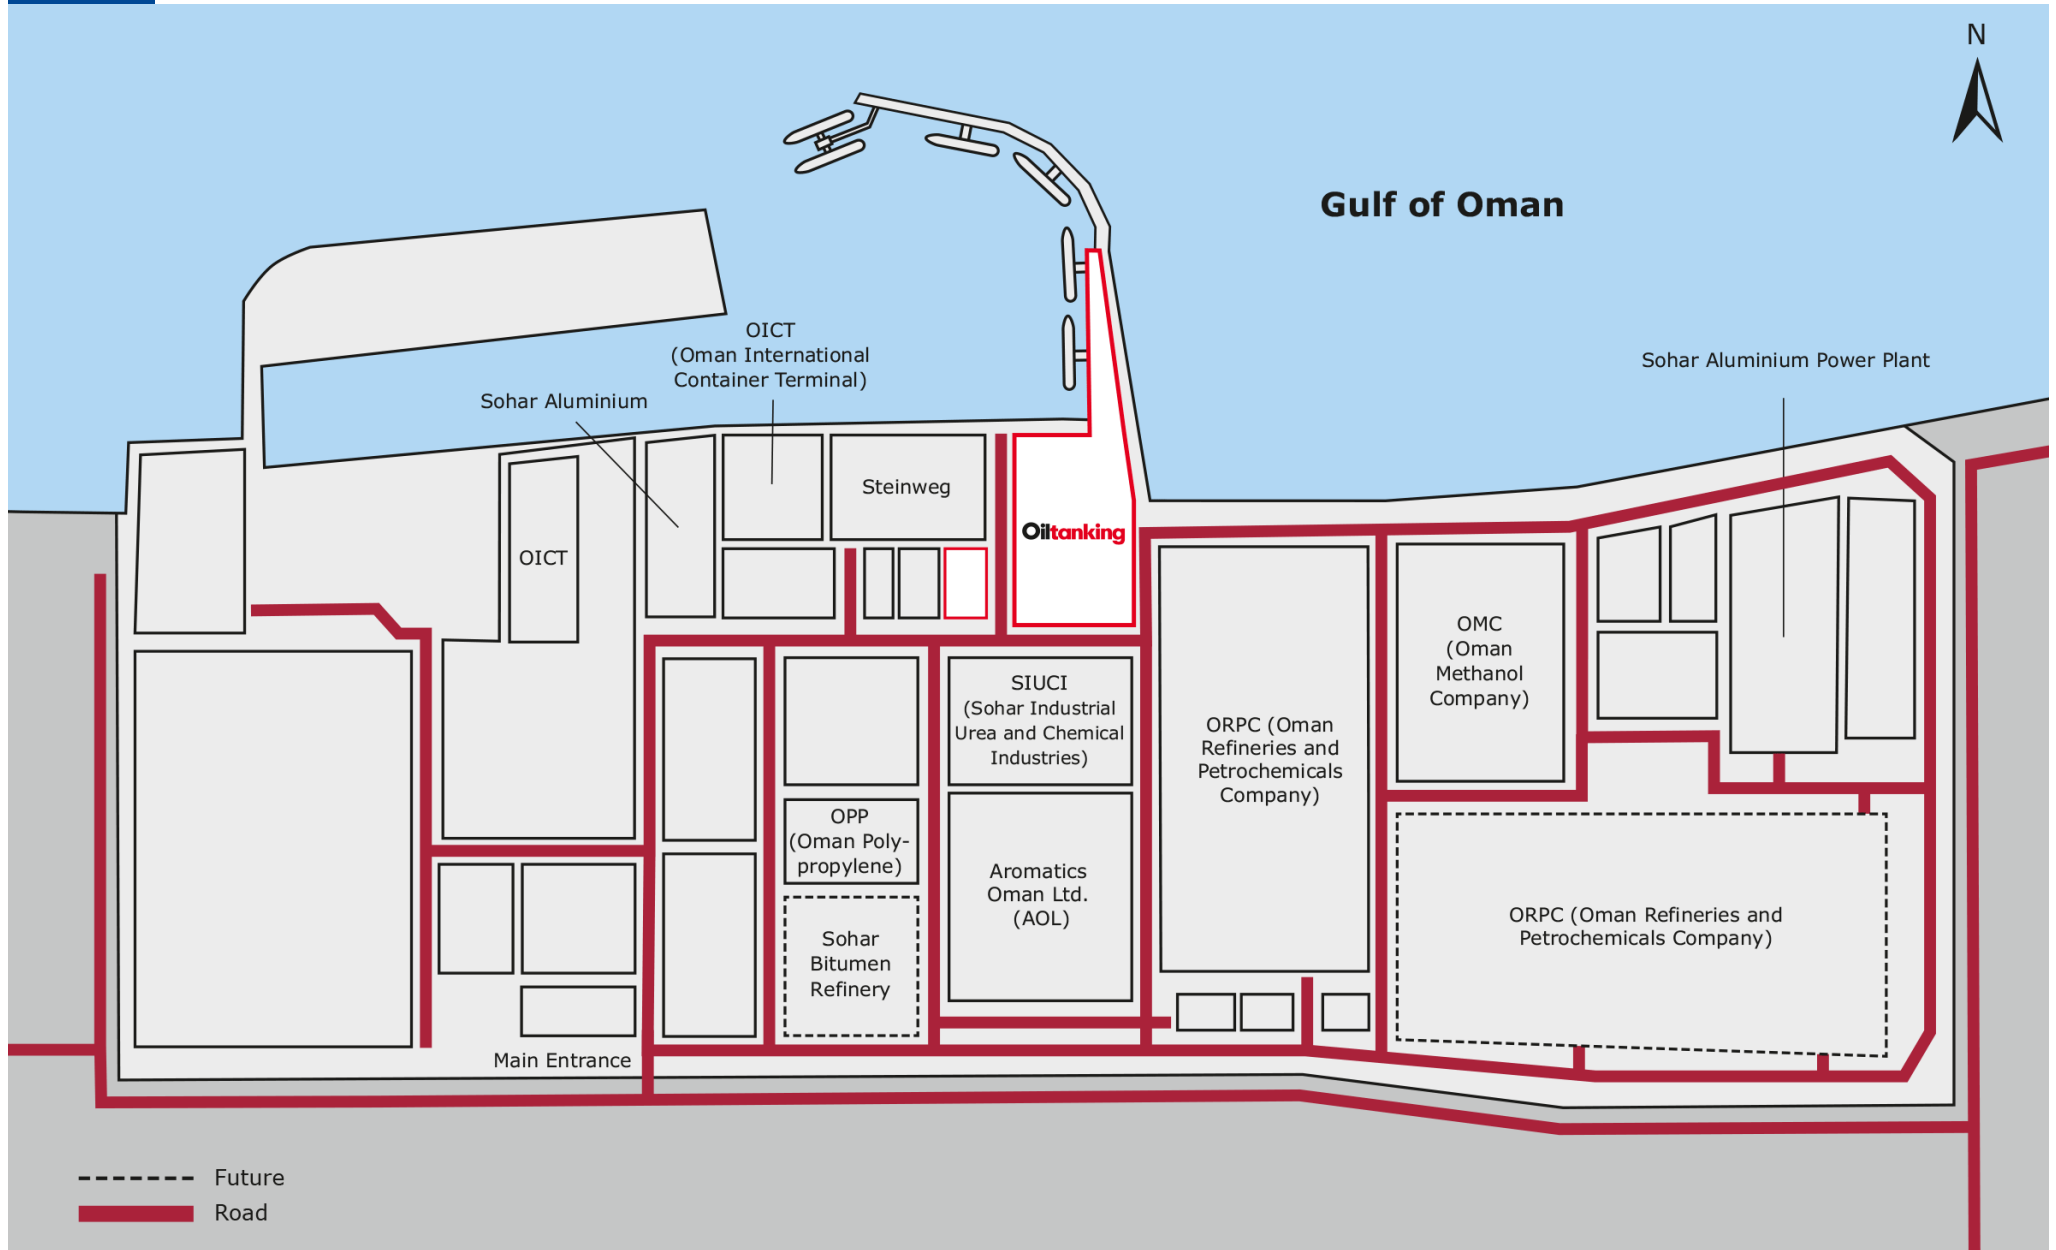 N
Gulf of Oman
OICT
(Oman International
Container Terminal)
Sohar Aluminium
Sohar Aluminium Power Plant
Steinweg
Oiltanking
OICT
OMC
(Oman
Methanol
Company)
SIUCI
(Sohar Industrial
Urea and Chemical
Industries)
ORPC (Oman
Refineries and
Petrochemicals
Company)
OPP
(Oman Poly-
propylene)
Aromatics
Oman Ltd.
(AOL)
ORPC (Oman Refineries and
Petrochemicals Company)
Sohar
Bitumen
Refinery
Main Entrance
Future
Road